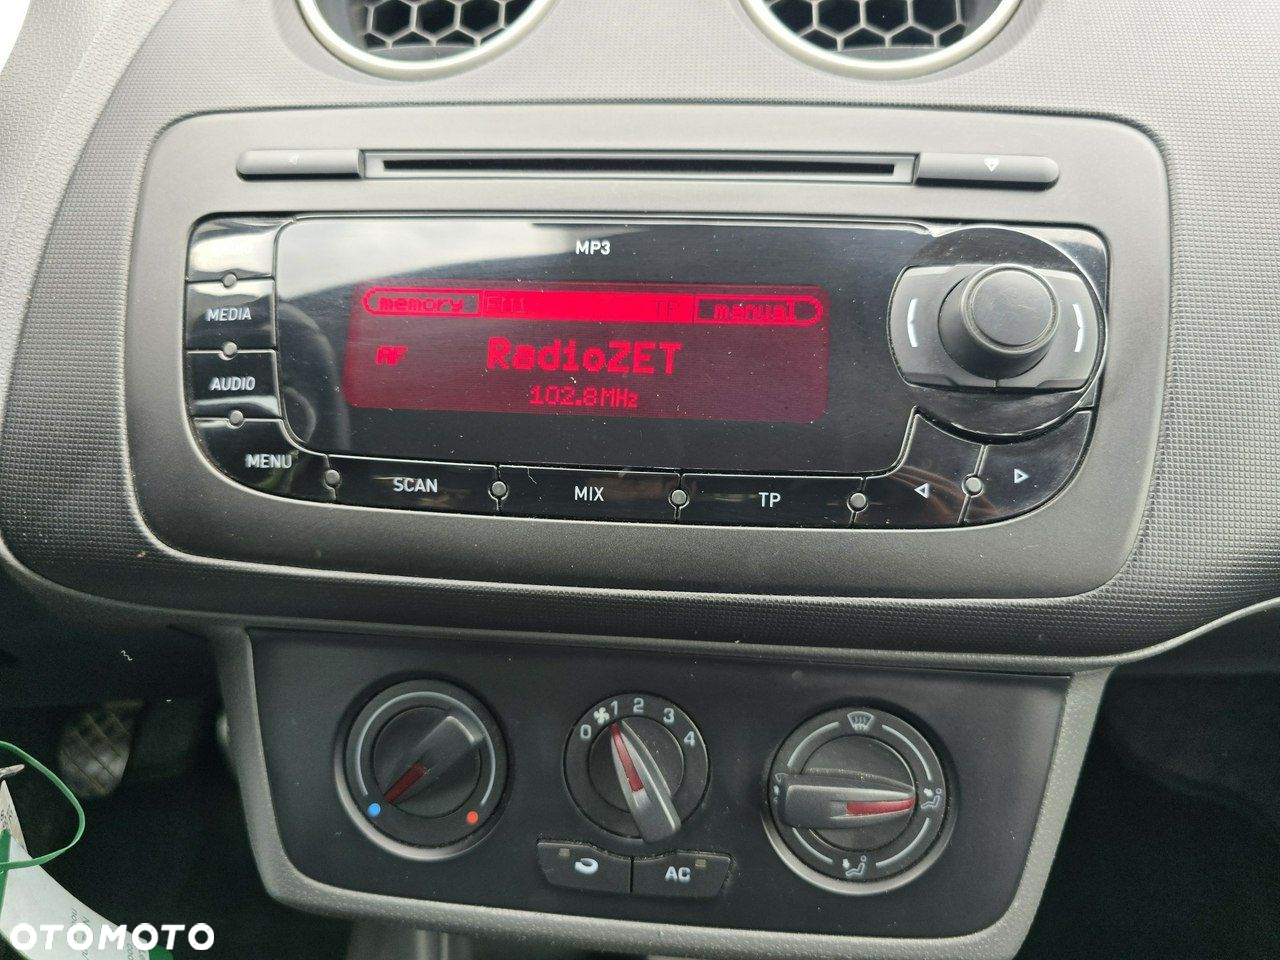 MP3
memory FM1 TP manual
MEDIA
AF RadioZET
AUDIO
102.8MHz
MENU
SCAN
MIX
TP
0 1 2 3 4
AC
OTOMOTO